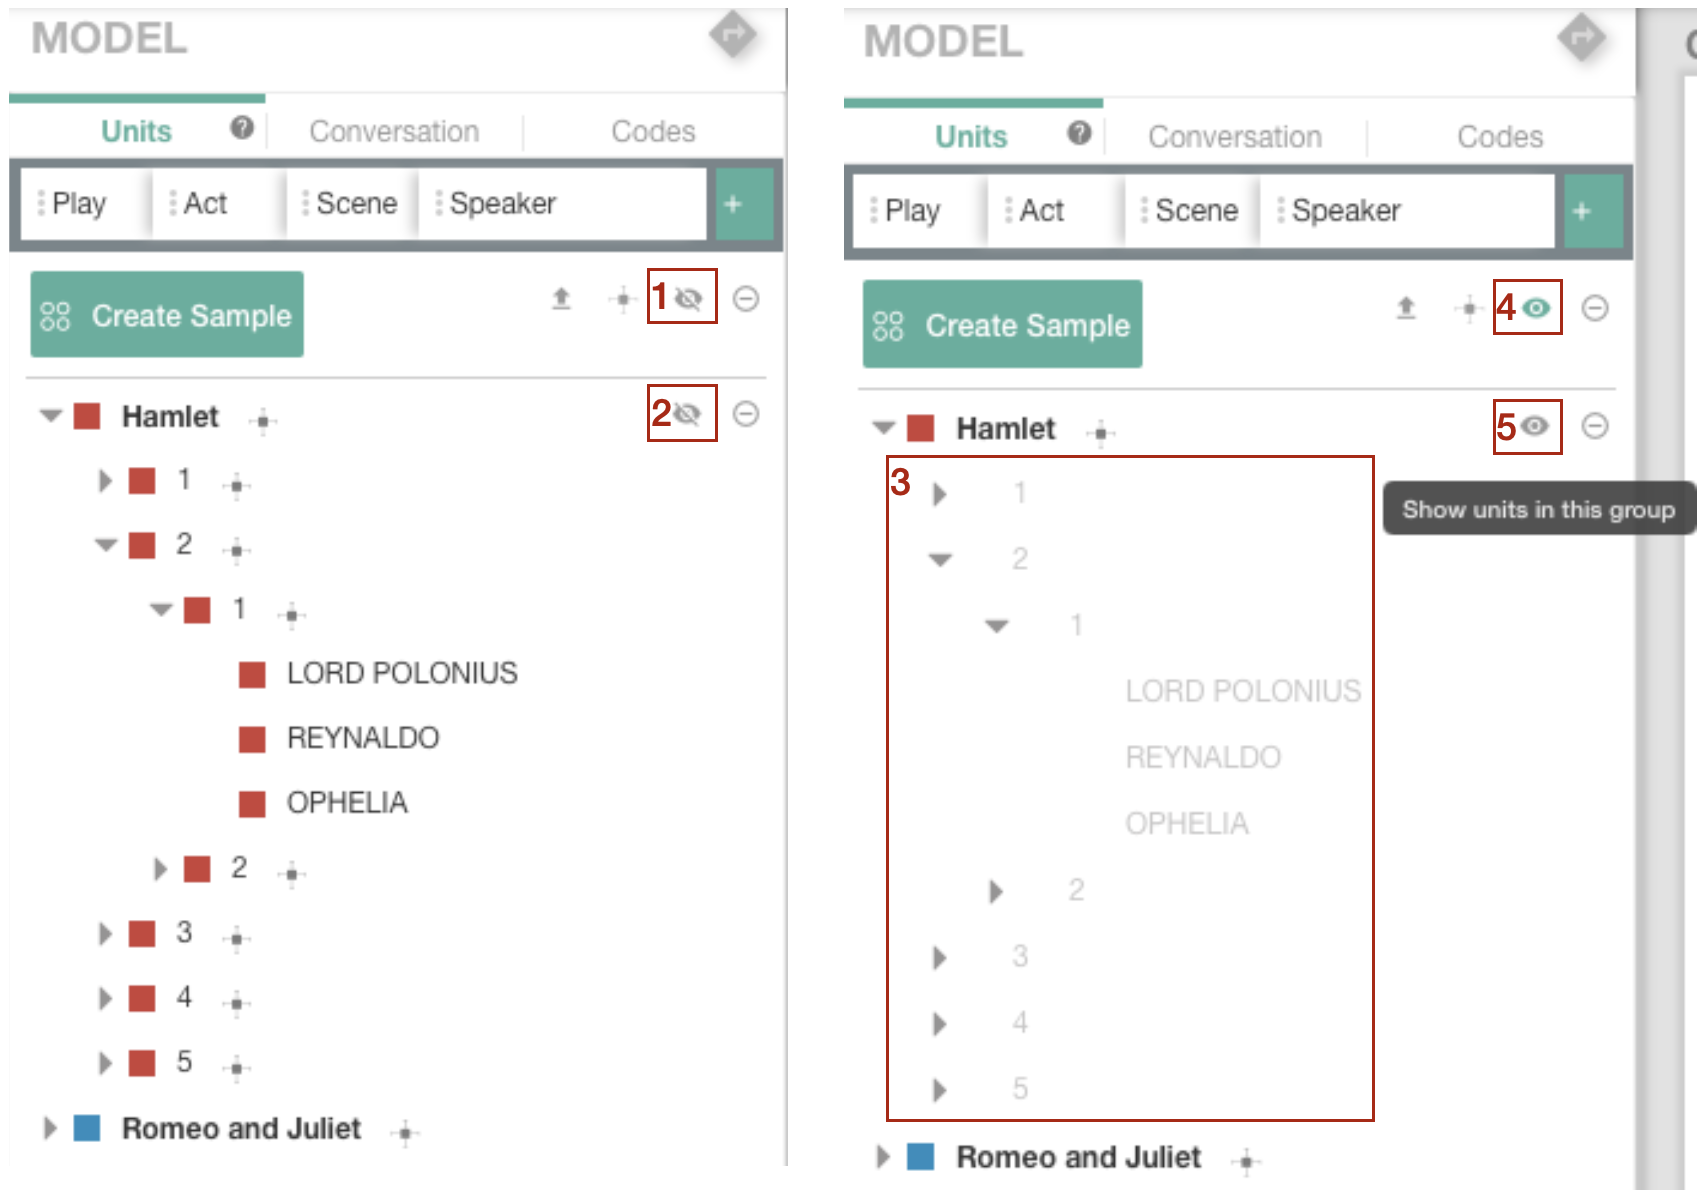 MODEL
Units ? Conversation Codes
Play Act Scene Speaker +
Create Sample 1
Hamlet 2
1
2
1
LORD POLONIUS
REYNALDO
OPHELIA
2
3
4
5
Romeo and Juliet
MODEL
Units ? Conversation Codes
Play Act Scene Speaker +
Create Sample 4
Hamlet 5
3
1
Show units in this group
2
1
LORD POLONIUS
REYNALDO
OPHELIA
2
3
4
5
Romeo and Juliet